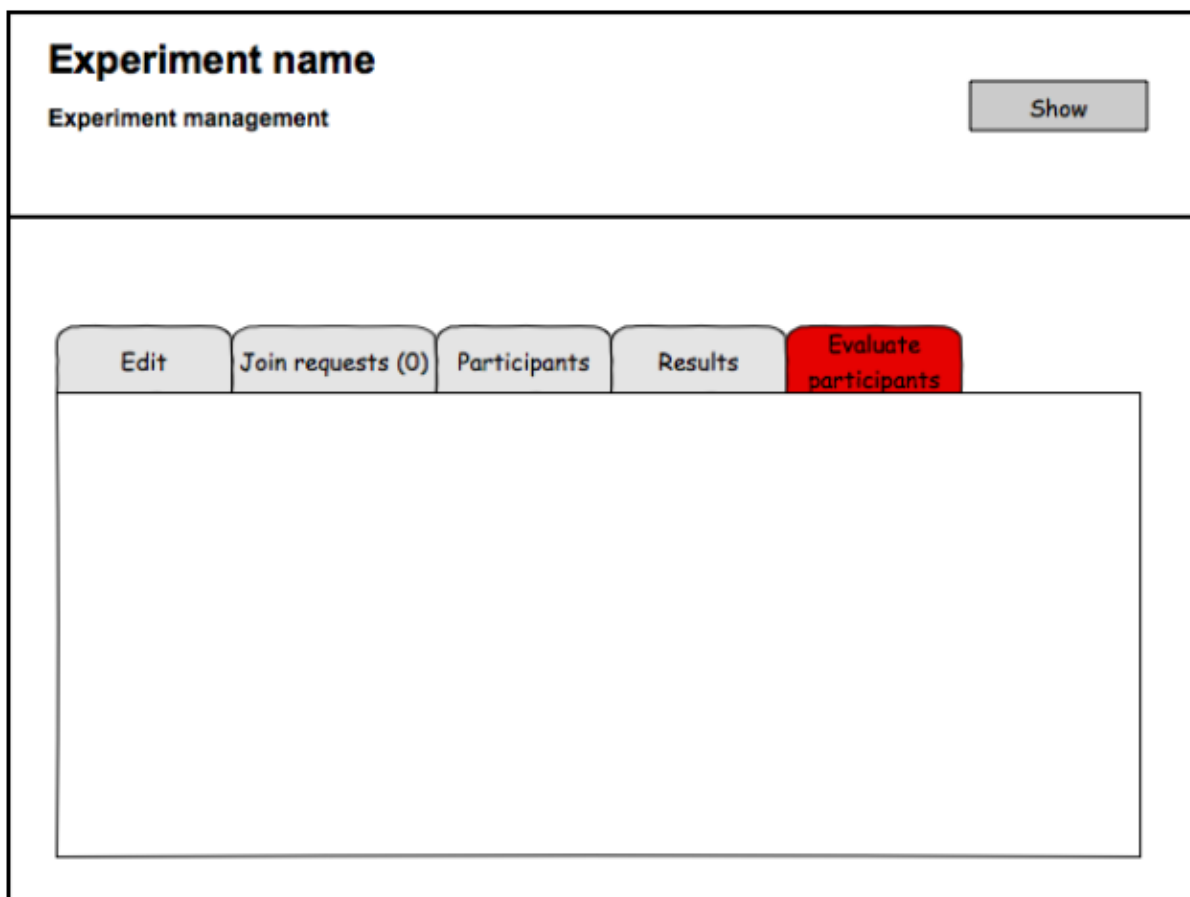 Experiment name
Experiment management
Show
Edit
Join requests (0)
Participants
Results
Evaluate
participants